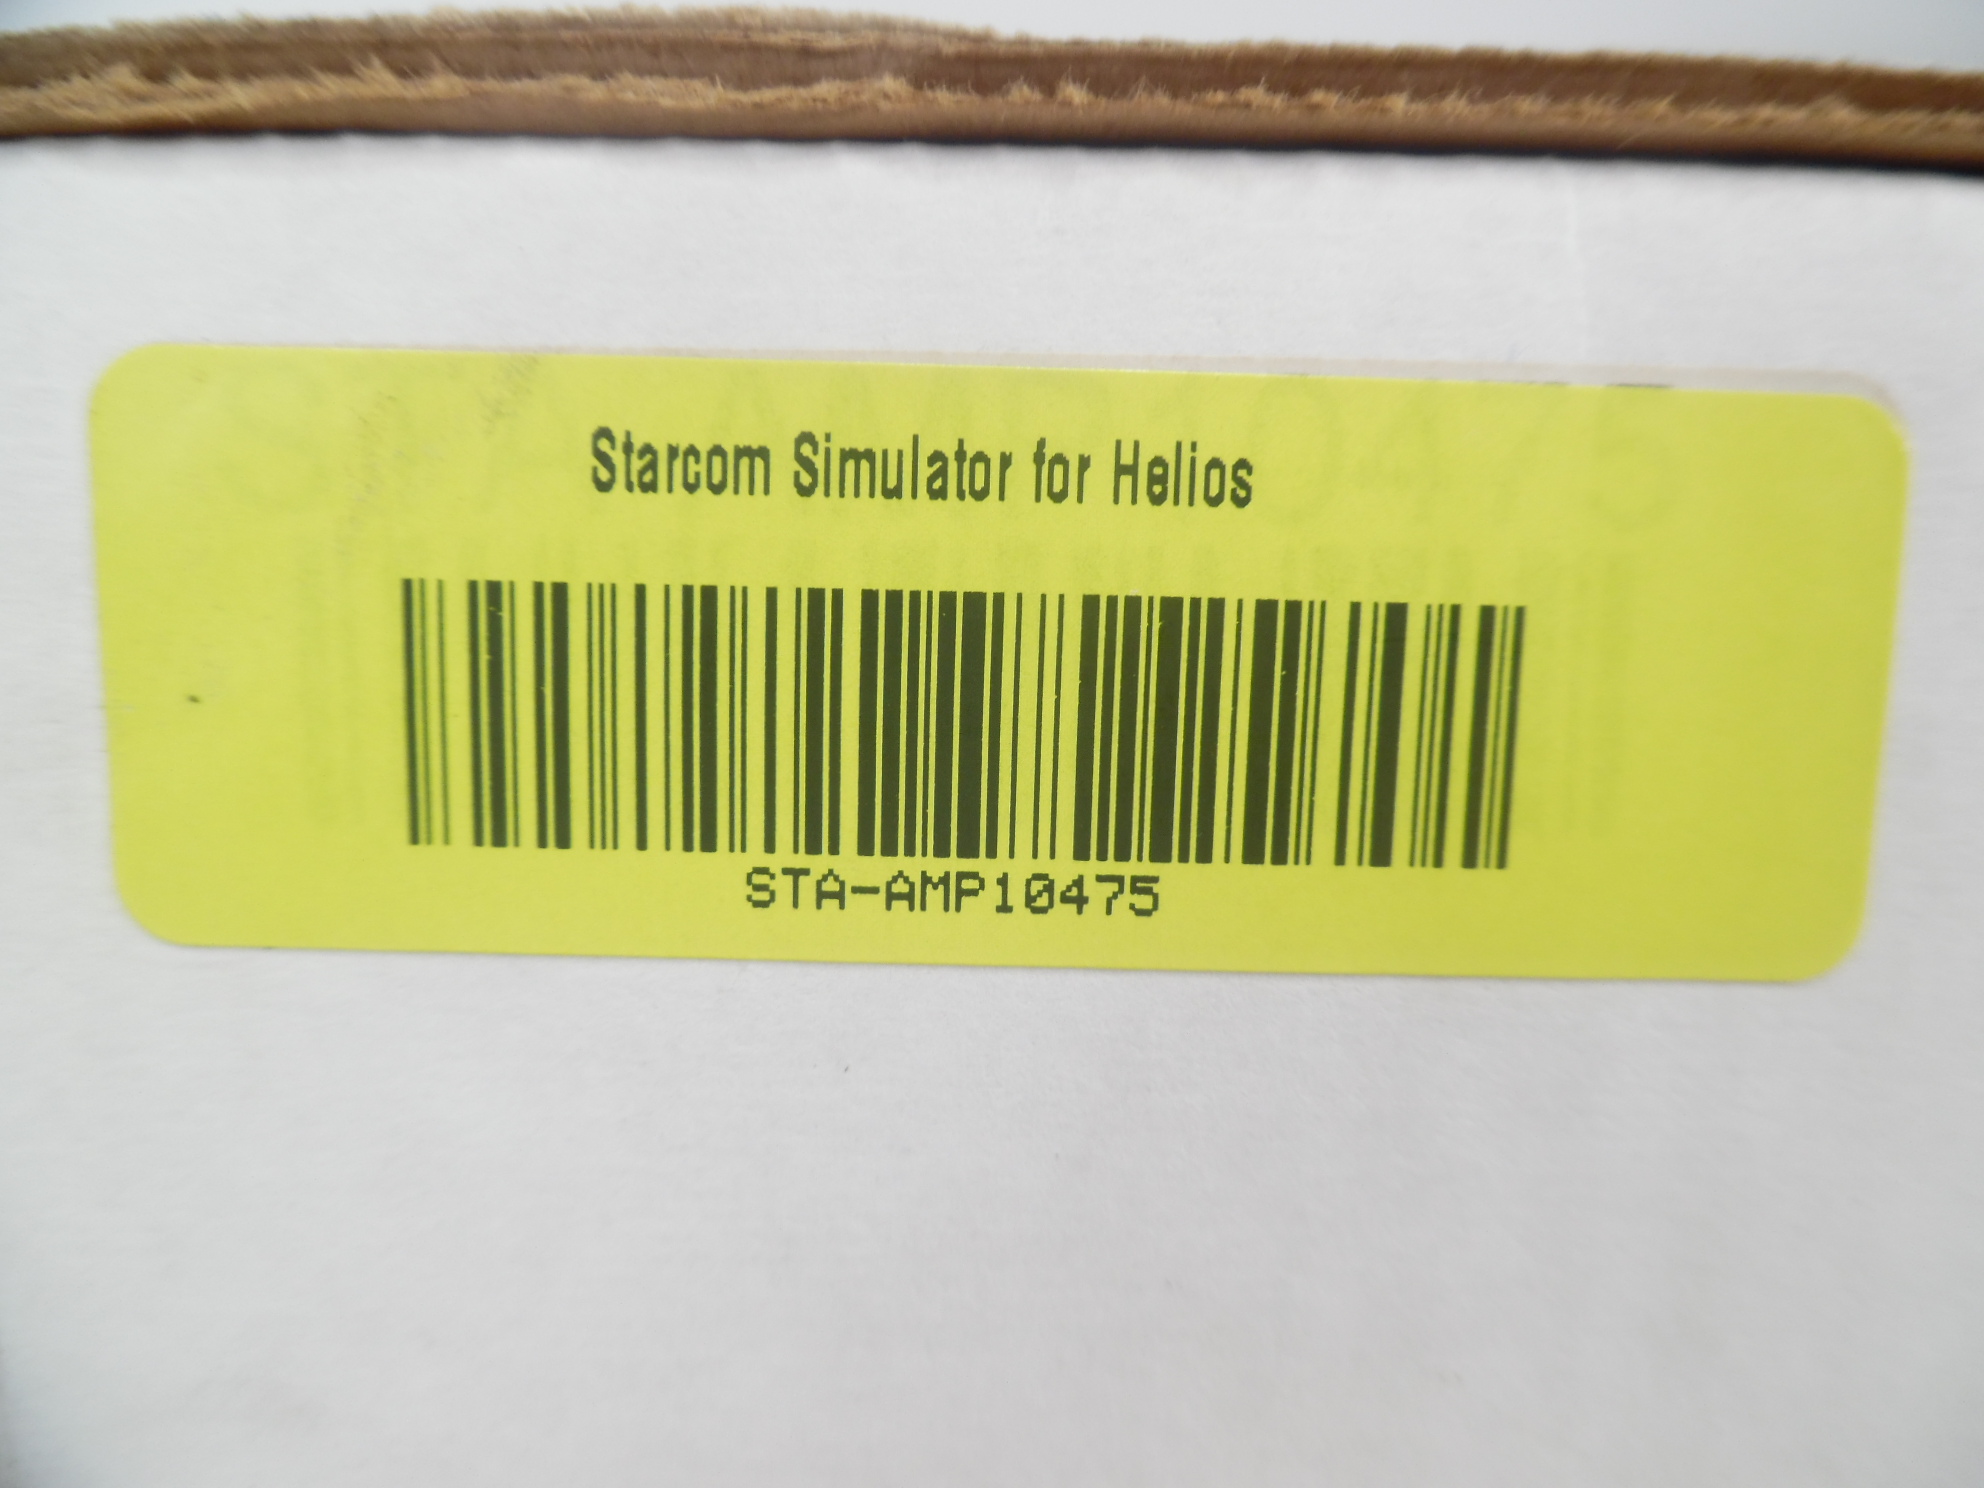 Starcom Simulator for Helios
STA-AMP10475